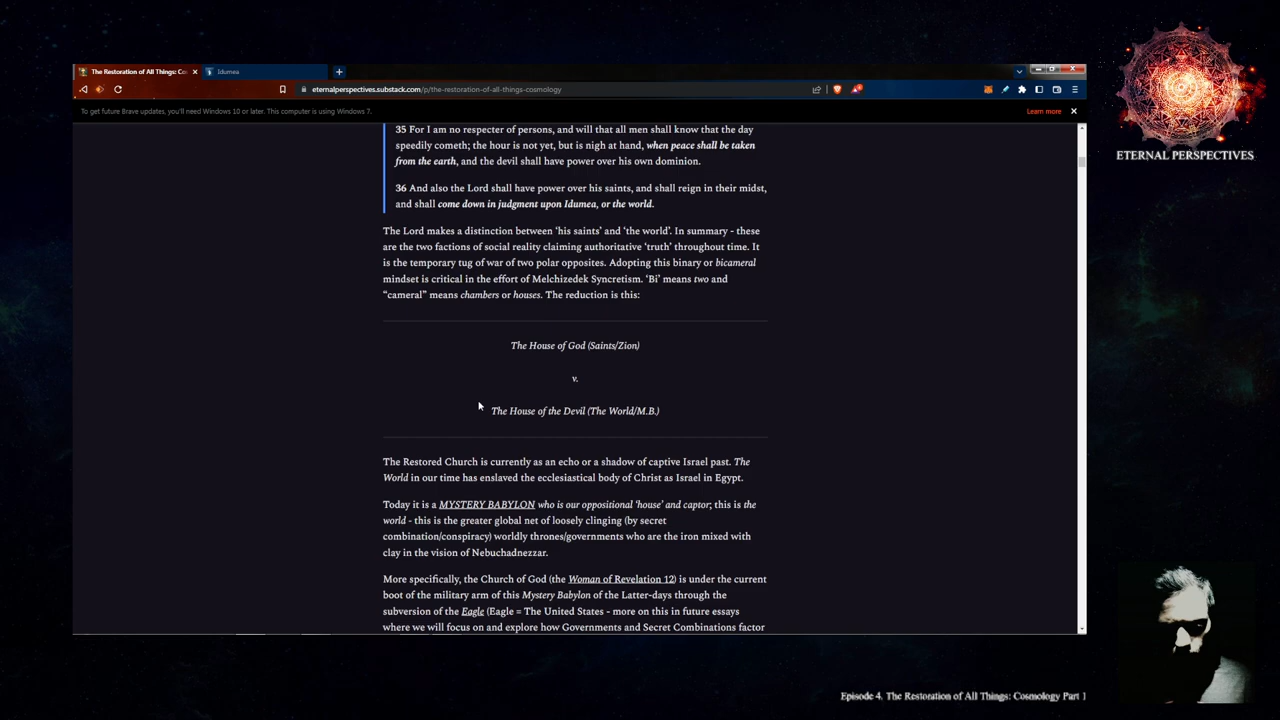 The Restoration of All Things: Co
Idumea
eternalperspectives.substack.com/p/the-restoration-of-all-things-cosmology
To get future Brave updates, you'll need Windows 10 or later. This computer is using Windows 7.
Learn more
ETERNAL PERSPECTIVES
35 For I am no respecter of persons, and will that all men shall know that the day
speedily cometh; the hour is not yet, but is nigh at hand, when peace shall be taken
from the earth, and the devil shall have power over his own dominion.
36 And also the Lord shall have power over his saints, and shall reign in their midst,
and shall come down in judgment upon Idumea, or the world.
The Lord makes a distinction between ‘his saints’ and ‘the world’. In summary - these
are the two factions of social reality claiming authoritative ‘truth’ throughout time. It
is the temporary tug of war of two polar opposites. Adopting this binary or bicameral
mindset is critical in the effort of Melchizedek Syncretism. ‘Bi’ means two and
“cameral” means chambers or houses. The reduction is this:
The House of God (Saints/Zion)
v.
The House of the Devil (The World/M.B.)
The Restored Church is currently as an echo or a shadow of captive Israel past. The
World in our time has enslaved the ecclesiastical body of Christ as Israel in Egypt.
Today it is a MYSTERY BABYLON who is our oppositional ‘house’ and captor; this is the
world - this is the greater global net of loosely clinging (by secret
combination/conspiracy) worldly thrones/governments who are the iron mixed with
clay in the vision of Nebuchadnezzar.
More specifically, the Church of God (the Woman of Revelation 12) is under the current
boot of the military arm of this Mystery Babylon of the Latter-days through the
subversion of the Eagle (Eagle = The United States - more on this in future essays
where we will focus on and explore how Governments and Secret Combinations factor
Episode 4. The Restoration of All Things: Cosmology Part 1